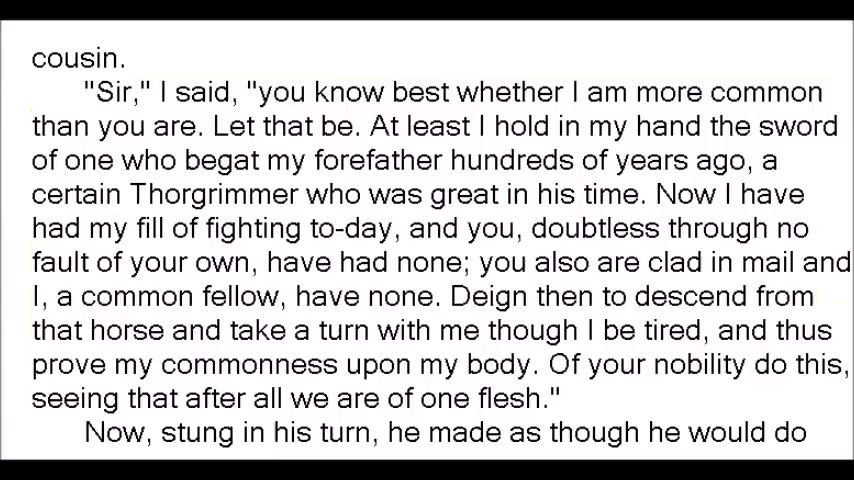 cousin.
"Sir," I said, "you know best whether I am more common
than you are. Let that be. At least I hold in my hand the sword
of one who begat my forefather hundreds of years ago, a
certain Thorgrimmer who was great in his time. Now I have
had my fill of fighting to-day, and you, doubtless through no
fault of your own, have had none; you also are clad in mail and
I, a common fellow, have none. Deign then to descend from
that horse and take a turn with me though I be tired, and thus
prove my commonness upon my body. Of your nobility do this,
seeing that after all we are of one flesh."
Now, stung in his turn, he made as though he would do